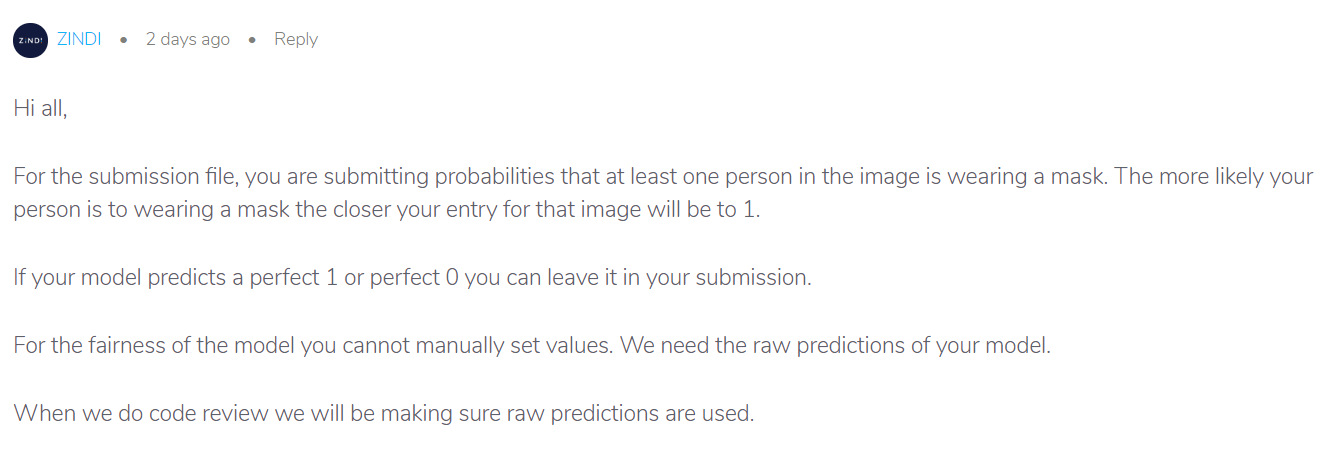 ZINDI ZINDI • 2 days ago • Reply
Hi all,
For the submission file, you are submitting probabilities that at least one person in the image is wearing a mask. The more likely your
person is to wearing a mask the closer your entry for that image will be to 1.
If your model predicts a perfect 1 or perfect 0 you can leave it in your submission.
For the fairness of the model you cannot manually set values. We need the raw predictions of your model.
When we do code review we will be making sure raw predictions are used.